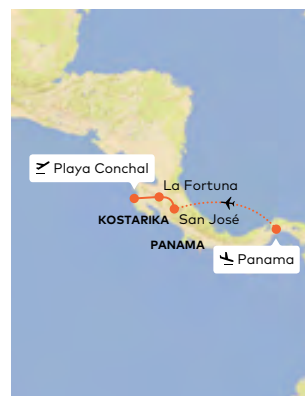 Playa Conchal
La Fortuna
KOSTARIKA San José
PANAMA
Panama